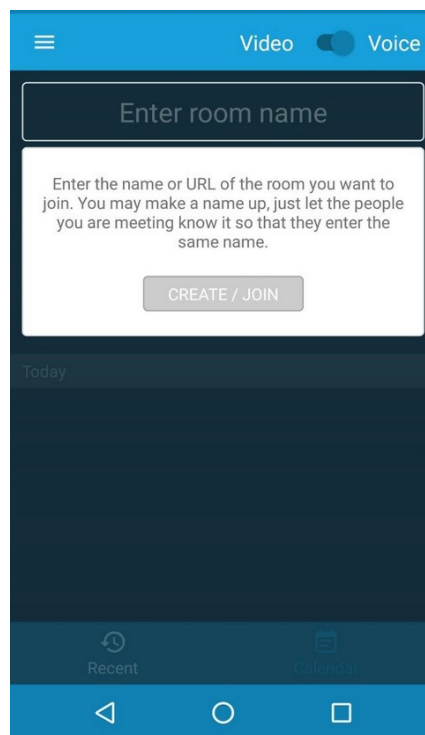 Video Voice
Enter room name
Enter the name or URL of the room you want to
join. You may make a name up, just let the people
you are meeting know it so that they enter the
same name.
CREATE / JOIN
Today
Recent Calendar